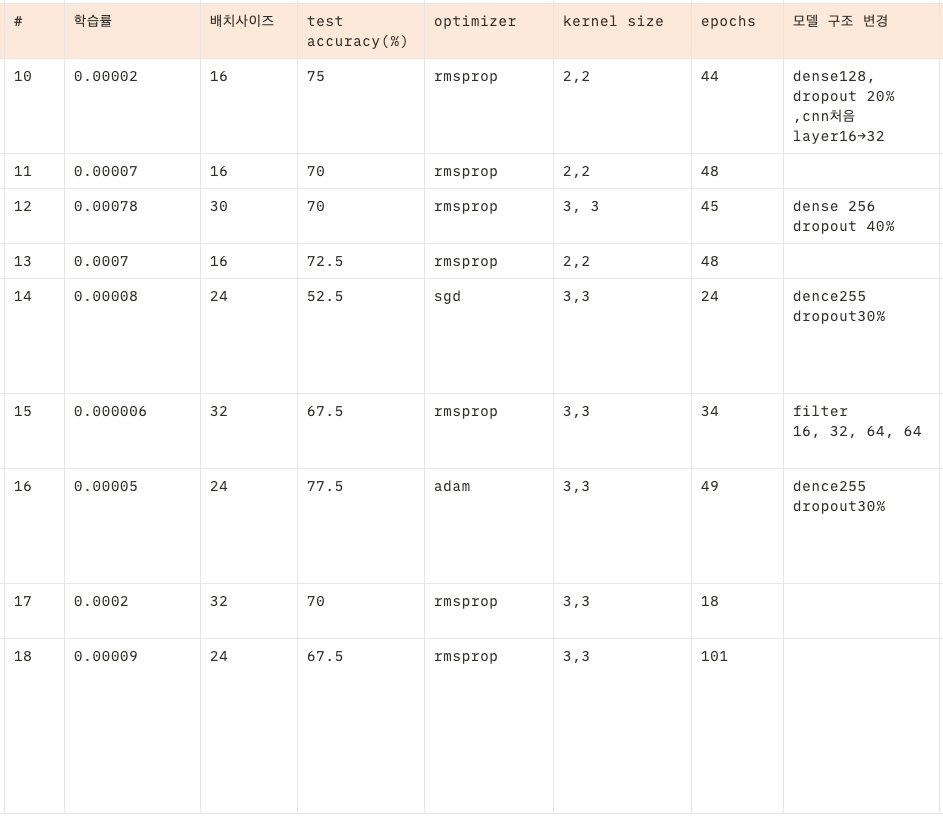 # 학습률 배치사이즈 test accuracy(%) optimizer kernel size epochs 모델 구조 변경
10 0.00002 16 75 rmsprop 2,2 44 dense128,
dropout 20%
,cnn처음
layer16→32
11 0.00007 16 70 rmsprop 2,2 48
12 0.00078 30 70 rmsprop 3, 3 45 dense 256
dropout 40%
13 0.0007 16 72.5 rmsprop 2,2 48
14 0.00008 24 52.5 sgd 3,3 24 dence255
dropout30%
15 0.000006 32 67.5 rmsprop 3,3 34 filter
16, 32, 64, 64
16 0.00005 24 77.5 adam 3,3 49 dence255
dropout30%
17 0.0002 32 70 rmsprop 3,3 18
18 0.00009 24 67.5 rmsprop 3,3 101